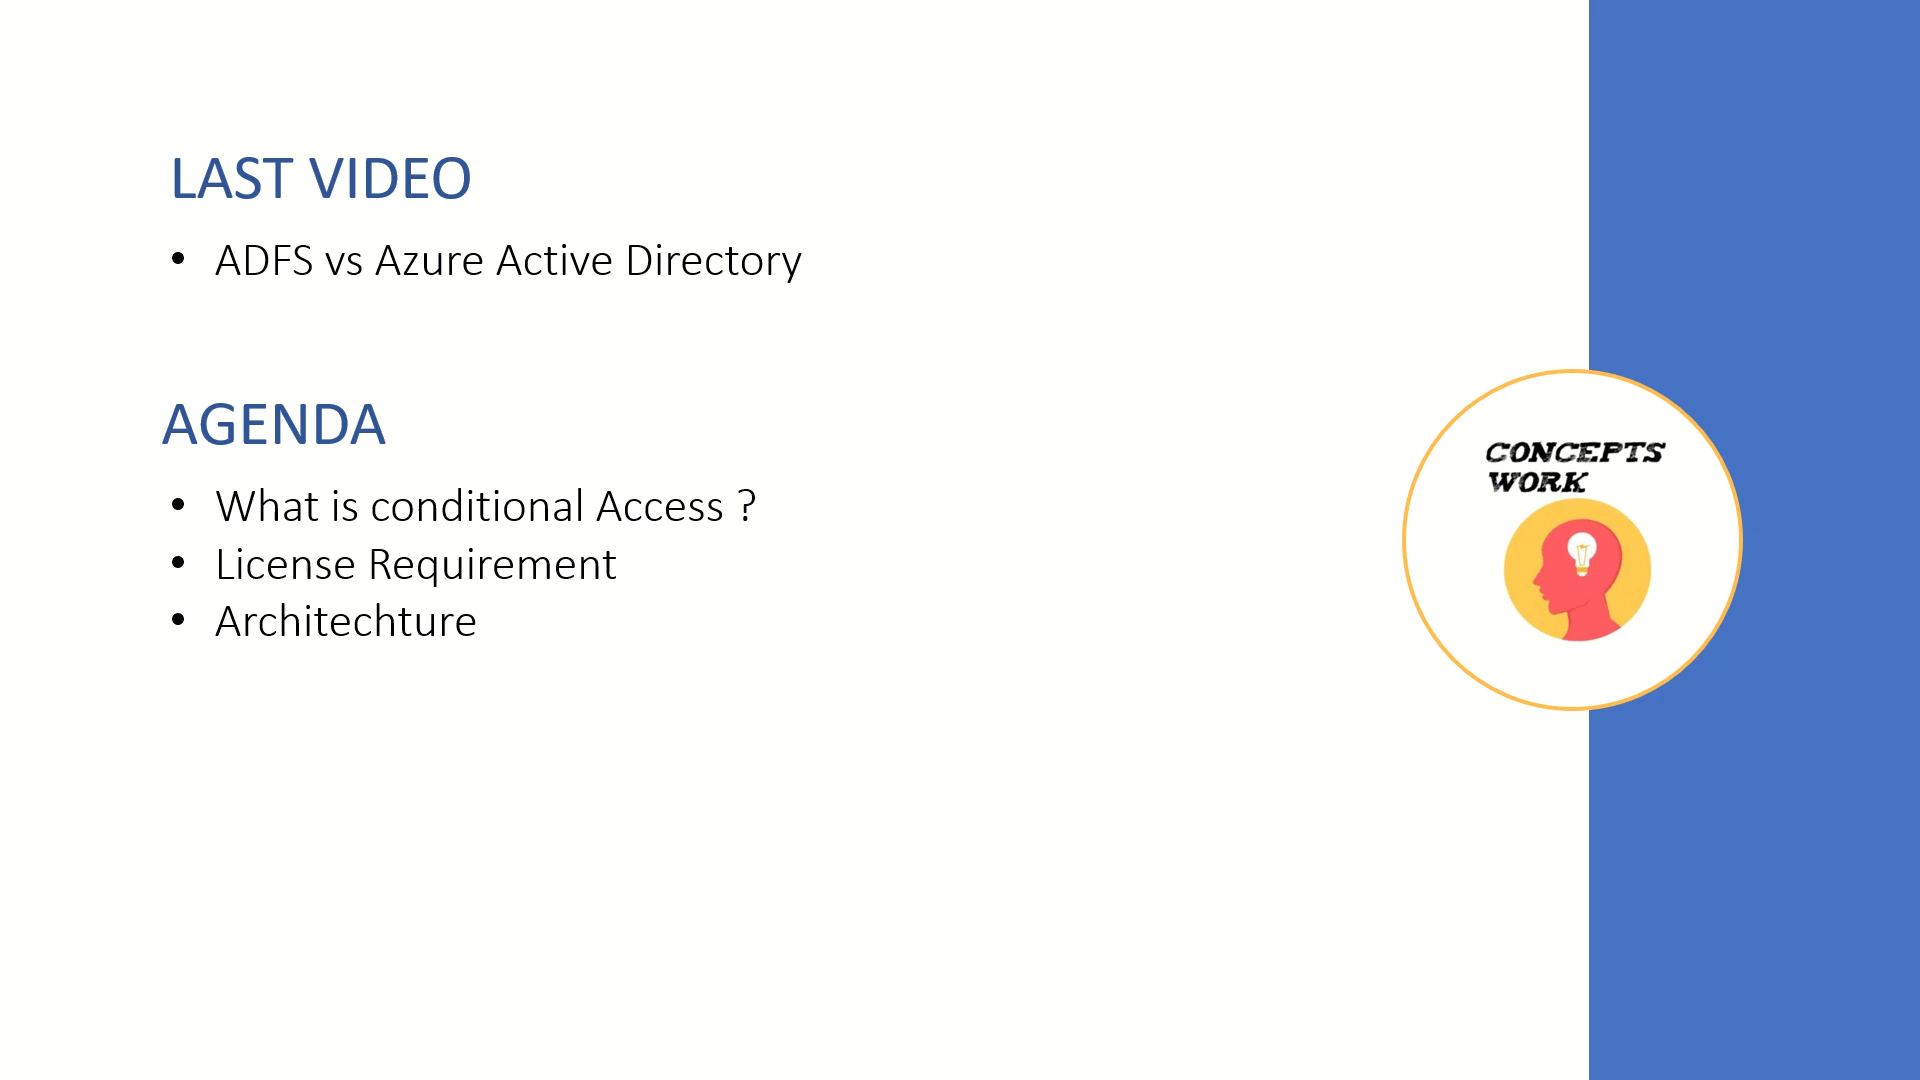 LAST VIDEO
• ADFS vs Azure Active Directory
AGENDA
• What is conditional Access ?
• License Requirement
• Architechture
CONCEPTS
WORK